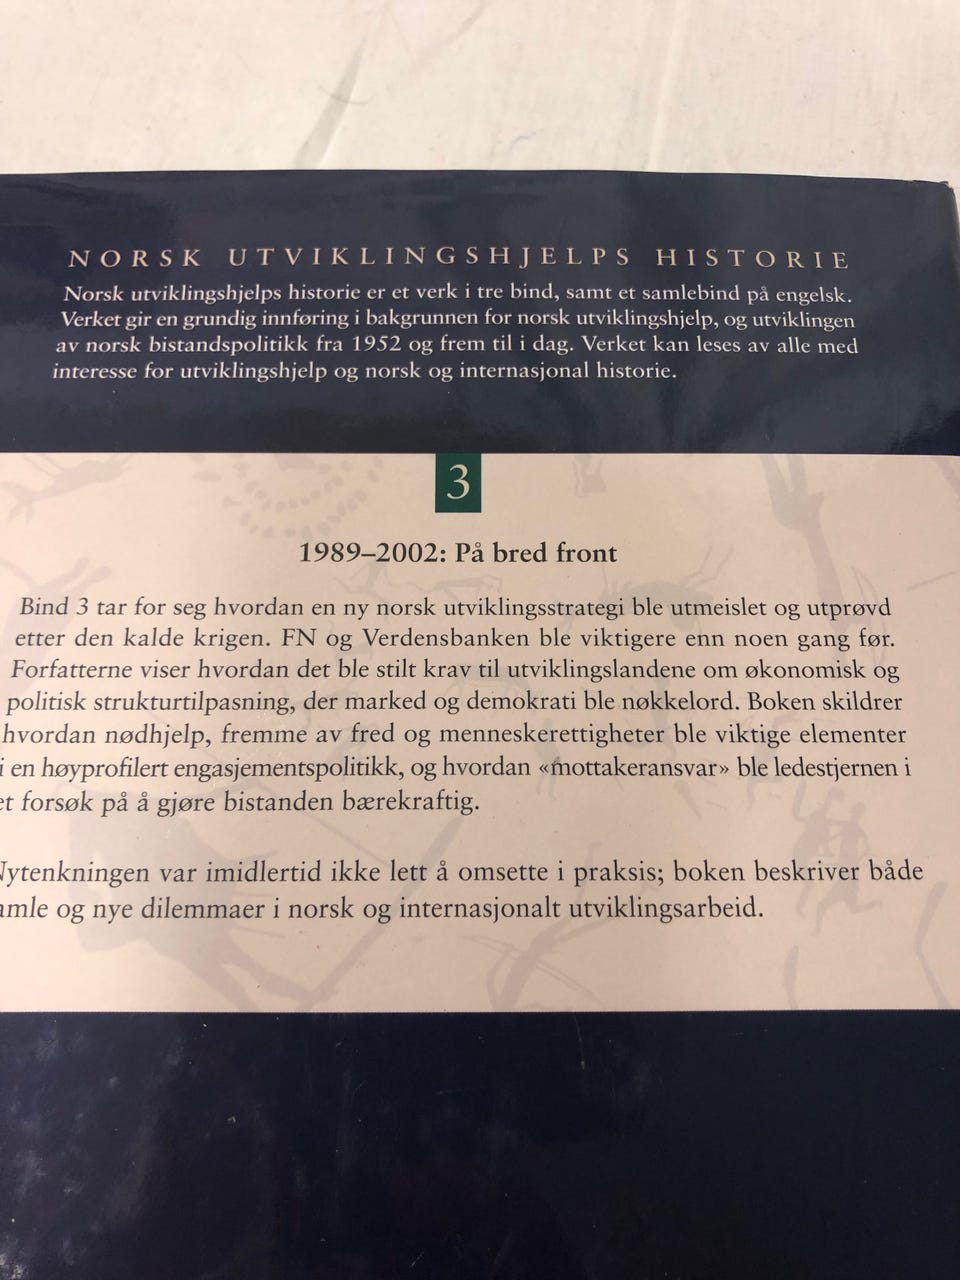 NORSK UTVIKLINGSHJELPS HISTORIE
Norsk utviklingshjelps historie er et verk i tre bind, samt et samlebind på engelsk.
Verket gir en grundig innføring i bakgrunnen for norsk utviklingshjelp, og utviklingen
av norsk bistandspolitikk fra 1952 og frem til i dag. Verket kan leses av alle med
interesse for utviklingshjelp og norsk og internasjonal historie.
3
1989–2002: På bred front
Bind 3 tar for seg hvordan en ny norsk utviklingsstrategi ble utmeislet og utprøvd
etter den kalde krigen. FN og Verdensbanken ble viktigere enn noen gang før.
Forfatterne viser hvordan det ble stilt krav til utviklingslandene om økonomisk og
politisk strukturtilpasning, der marked og demokrati ble nøkkelord. Boken skildrer
hvordan nødhjelp, fremme av fred og menneskerettigheter ble viktige elementer
i en høyprofilert engasjementspolitikk, og hvordan «mottakeransvar» ble ledestjernen i
et forsøk på å gjøre bistanden bærekraftig.
Nytenkningen var imidlertid ikke lett å omsette i praksis; boken beskriver både
amle og nye dilemmaer i norsk og internasjonalt utviklingsarbeid.